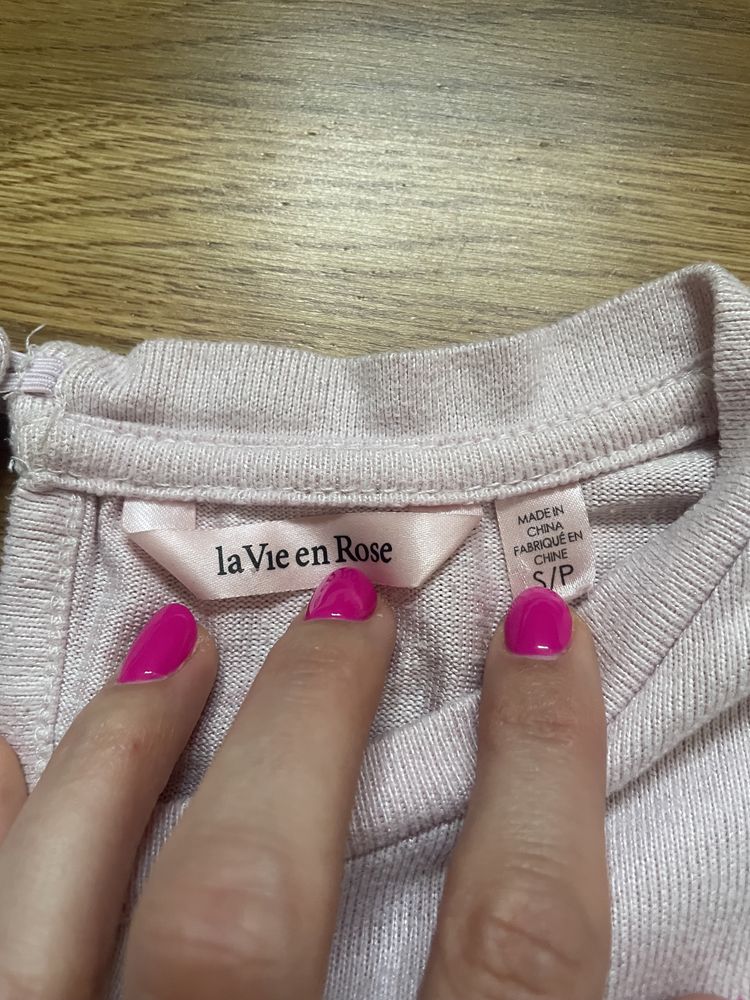 la Vie en Rose
MADE IN
CHINA
FABRIQUÉ EN
CHINE
S/P